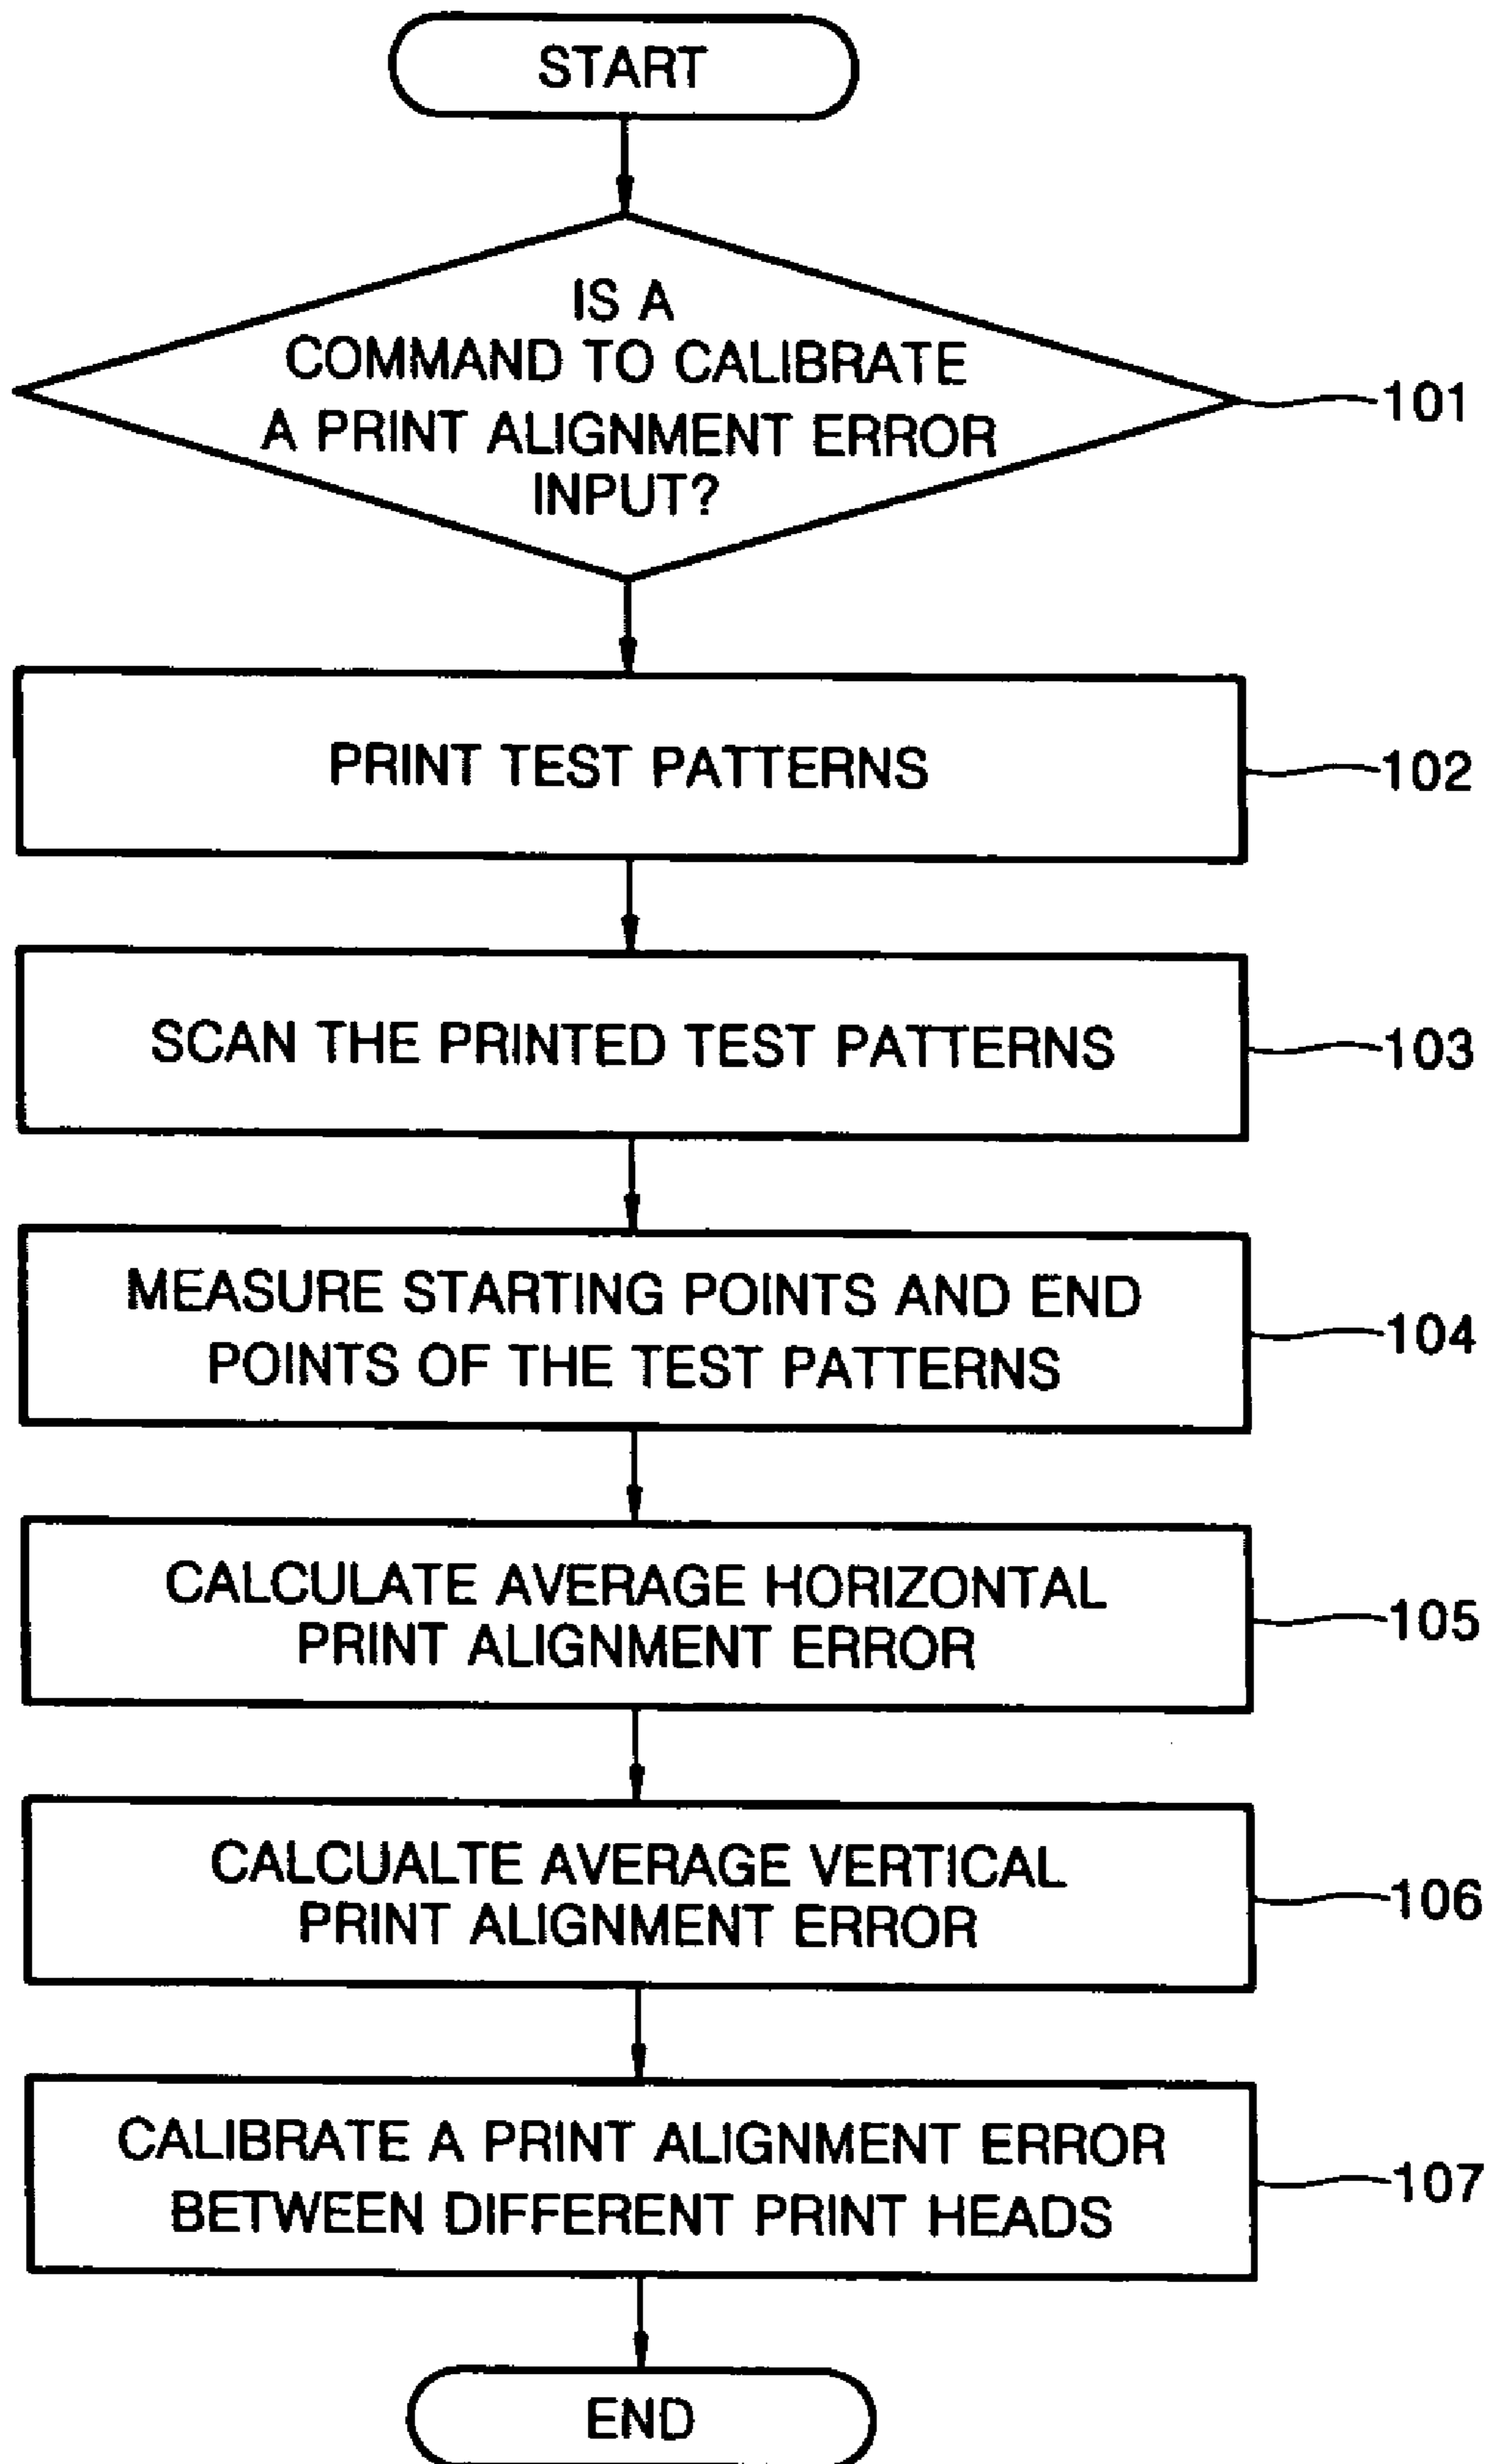 START
IS A
COMMAND TO CALIBRATE
A PRINT ALIGNMENT ERROR
INPUT?
101
PRINT TEST PATTERNS
102
SCAN THE PRINTED TEST PATTERNS
103
MEASURE STARTING POINTS AND END
POINTS OF THE TEST PATTERNS
104
CALCULATE AVERAGE HORIZONTAL
PRINT ALIGNMENT ERROR
105
CALCUALTE AVERAGE VERTICAL
PRINT ALIGNMENT ERROR
106
CALIBRATE A PRINT ALIGNMENT ERROR
BETWEEN DIFFERENT PRINT HEADS
107
END